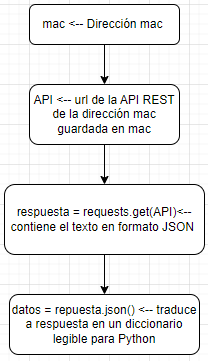 mac <-- Dirección mac
API <-- url de la API REST
de la dirección mac
guardada en mac
respuesta = requests.get(API)<--
contiene el texto en formato JSON
datos = repuesta.json() <-- traduce
a respuesta en un diccionario
legible para Python